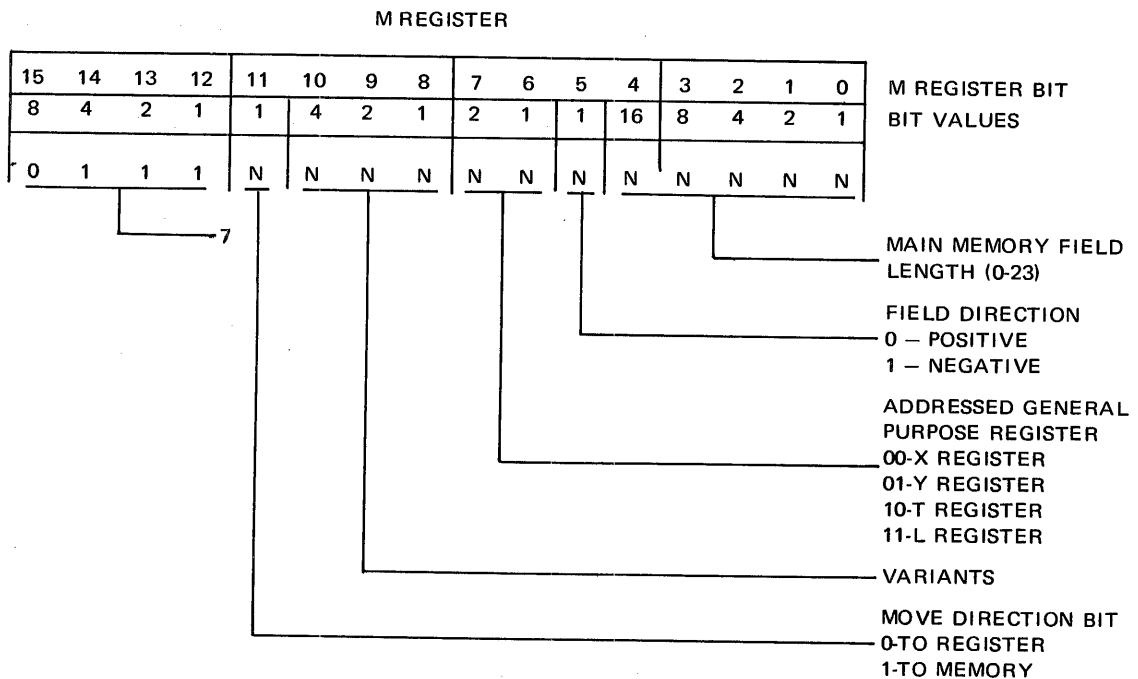 M REGISTER
15 14 13 12 11 10 9 8 7 6 5 4 3 2 1 0 M REGISTER BIT
8 4 2 1 1 4 2 1 2 1 1 16 8 4 2 1 BIT VALUES
0 1 1 1 N N N N N N N N N N N N
7
MAIN MEMORY FIELD
LENGTH (0-23)
FIELD DIRECTION
0 – POSITIVE
1 – NEGATIVE
ADDRESSED GENERAL
PURPOSE REGISTER
00-X REGISTER
01-Y REGISTER
10-T REGISTER
11-L REGISTER
VARIANTS
MOVE DIRECTION BIT
0-TO REGISTER
1-TO MEMORY